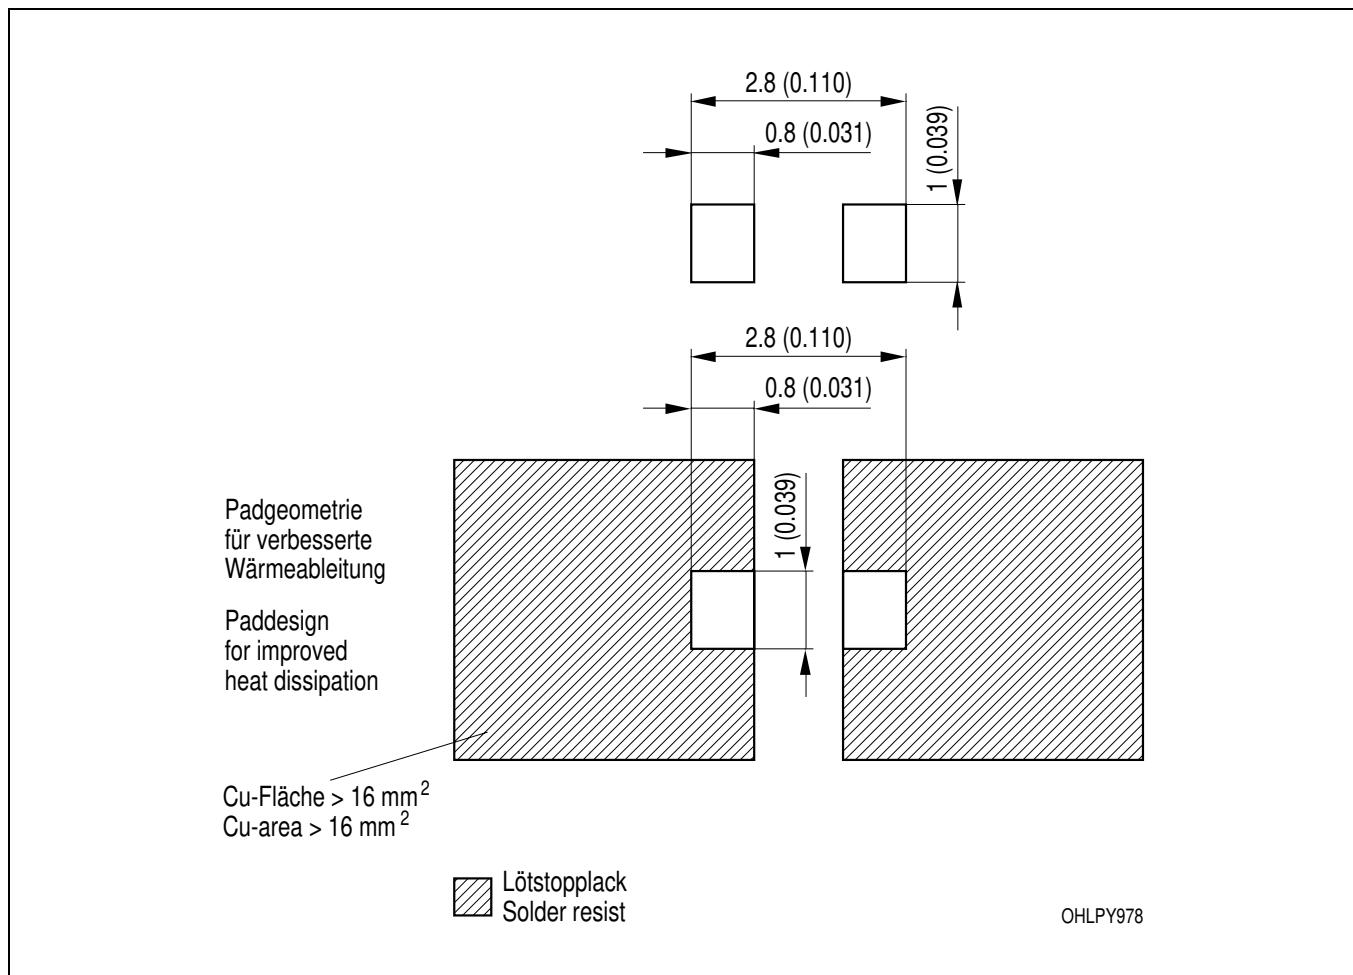 2.8 (0.110)
0.8 (0.031)
1 (0.039)
2.8 (0.110)
0.8 (0.031)
1 (0.039)
Padgeometrie
für verbesserte
Wärmeableitung
Paddesign
for improved
heat dissipation
Cu-Fläche > 16 mm²
Cu-area > 16 mm²
Lötstopplack
Solder resist
OHLPY978